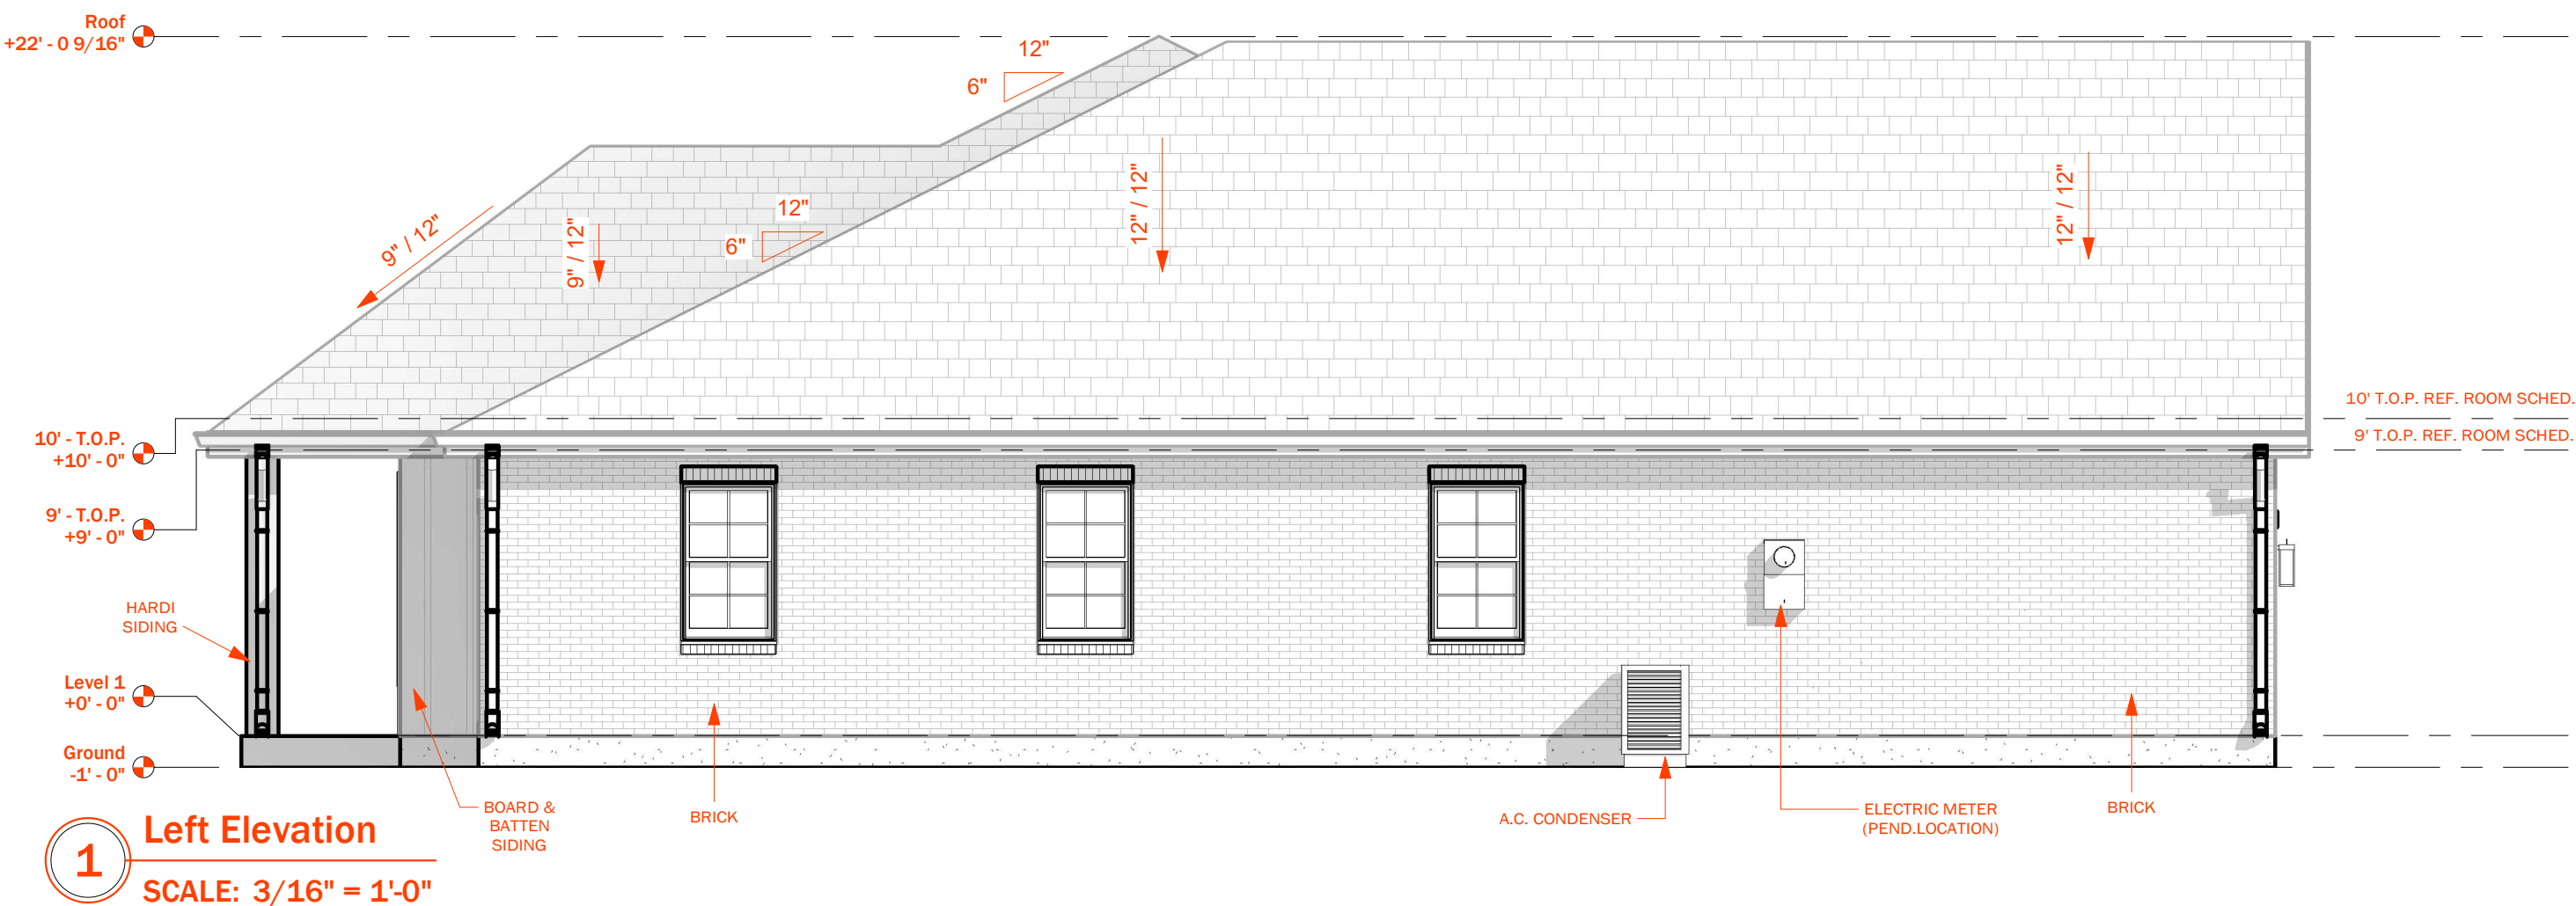 Roof
+22' - 0 9/16"
12"
6"
12"
6"
9" / 12"
9" / 12"
12" / 12"
12" / 12"
10' T.O.P. REF. ROOM SCHED.
9' T.O.P. REF. ROOM SCHED.
10' - T.O.P.
+10' - 0"
9' - T.O.P.
+9' - 0"
HARDI
SIDING
Level 1
+0' - 0"
Ground
-1' - 0"
BOARD &
BATTEN
SIDING
BRICK
A.C. CONDENSER
ELECTRIC METER
(PEND.LOCATION)
BRICK
1
Left Elevation
SCALE: 3/16" = 1'-0"